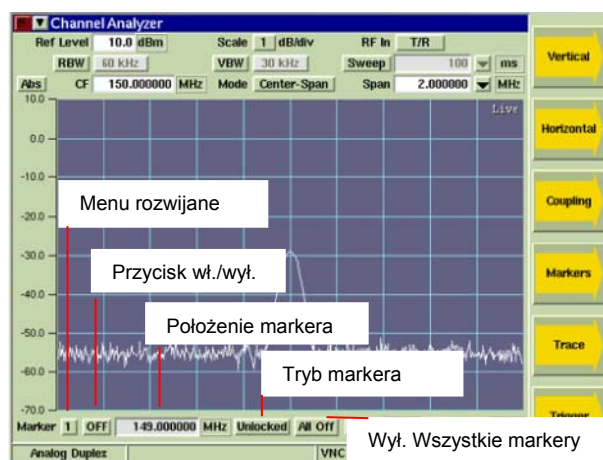 Channel Analyzer
Ref Level 10.0 dBm Scale 1 dB/div RF In T/R
RBW 60 kHz VBW 30 kHz Sweep 100 ms
Abs CF 150.000000 MHz Mode Center-Span Span 2.000000 MHz
10.0
Live
0.0
-10.0
-20.0
-30.0
-40.0
-50.0
-60.0
-70.0
Menu rozwijane
Przycisk wł./wył.
Położenie markera
Tryb markera
Wył. Wszystkie markery
Marker 1 OFF 149.000000 MHz Unlocked All Off
Analog Duplex VNC
Vertical
Horizontal
Coupling
Markers
Trace
Trigger